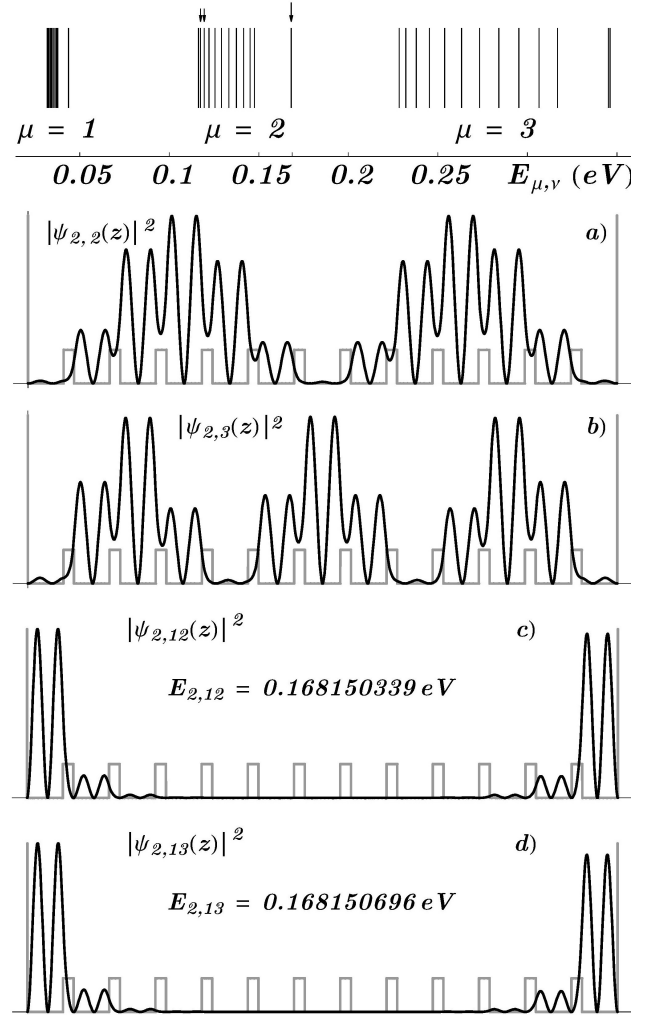 μ = 1 μ = 2 μ = 3
0.05 0.1 0.15 0.2 0.25 E_{μ,ν} (eV)
|ψ_{2,2}(z)|² a)
|ψ_{2,3}(z)|² b)
|ψ_{2,12}(z)|² c)
E_{2,12} = 0.168150339 eV
|ψ_{2,13}(z)|² d)
E_{2,13} = 0.168150696 eV